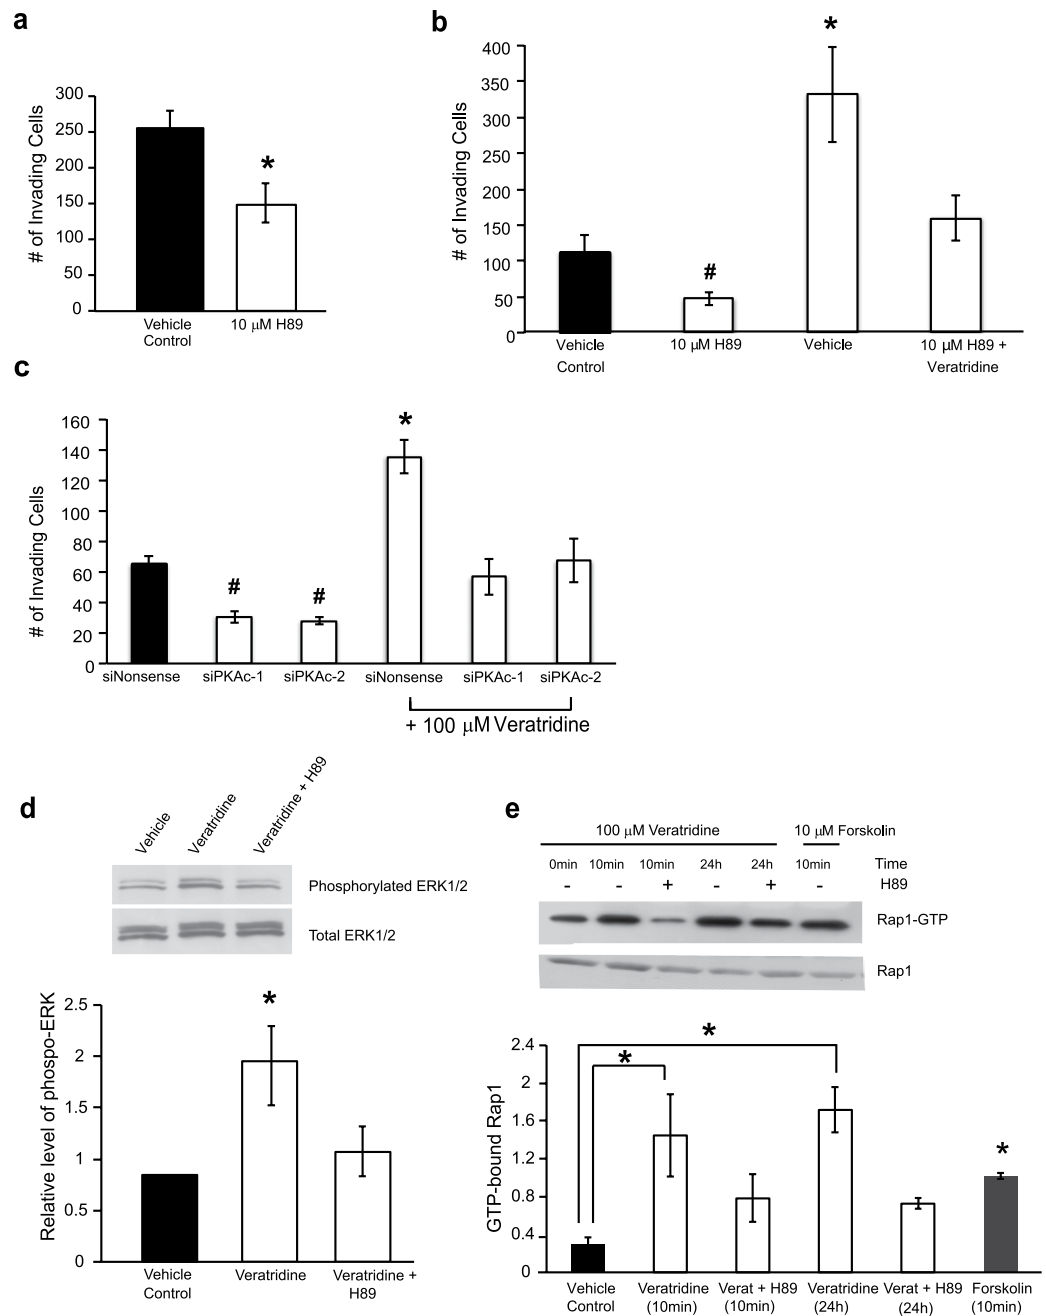 a
# of Invading Cells
300
250
200
150
100
50
0
*
Vehicle
Control
10 μM H89
b
# of Invading Cells
400
350
300
250
200
150
100
50
0
#
*
Vehicle
Control
10 μM H89
Vehicle
10 μM H89 +
Veratridine
c
# of Invading Cells
160
140
120
100
80
60
40
20
0
#
#
*
siNonsense
siPKAc-1
siPKAc-2
siNonsense
siPKAc-1
siPKAc-2
+ 100 μM Veratridine
d
Vehicle
Veratridine
Veratridine + H89
Phosphorylated ERK1/2
Total ERK1/2
Relative level of phospo-ERK
2.5
2
1.5
1
0.5
0
*
Vehicle
Control
Veratridine
Veratridine +
H89
e
100 μM Veratridine
10 μM Forskolin
0min 10min 10min 24h 24h 10min Time
- - + - + - H89
Rap1-GTP
Rap1
GTP-bound Rap1
2.4
2
1.6
1.2
0.8
0.4
0
*
*
*
Vehicle
Control
Veratridine
(10min)
Verat + H89
(10min)
Veratridine
(24h)
Verat + H89
(24h)
Forskolin
(10min)